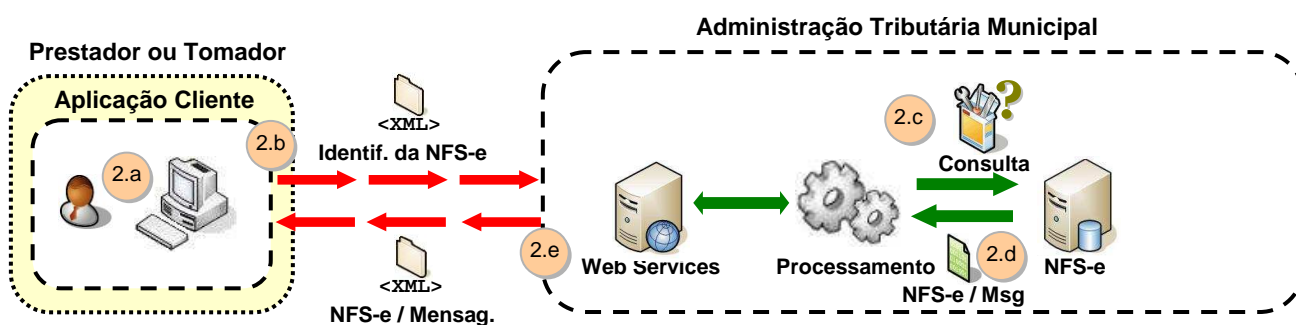 Administração Tributária Municipal
Prestador ou Tomador
Aplicação Cliente
2.a
2.b
<XML>
Identif. da NFS-e
2.c
Consulta
2.e
Web Services
Processamento
2.d
NFS-e
NFS-e / Msg
<XML>
NFS-e / Mensag.